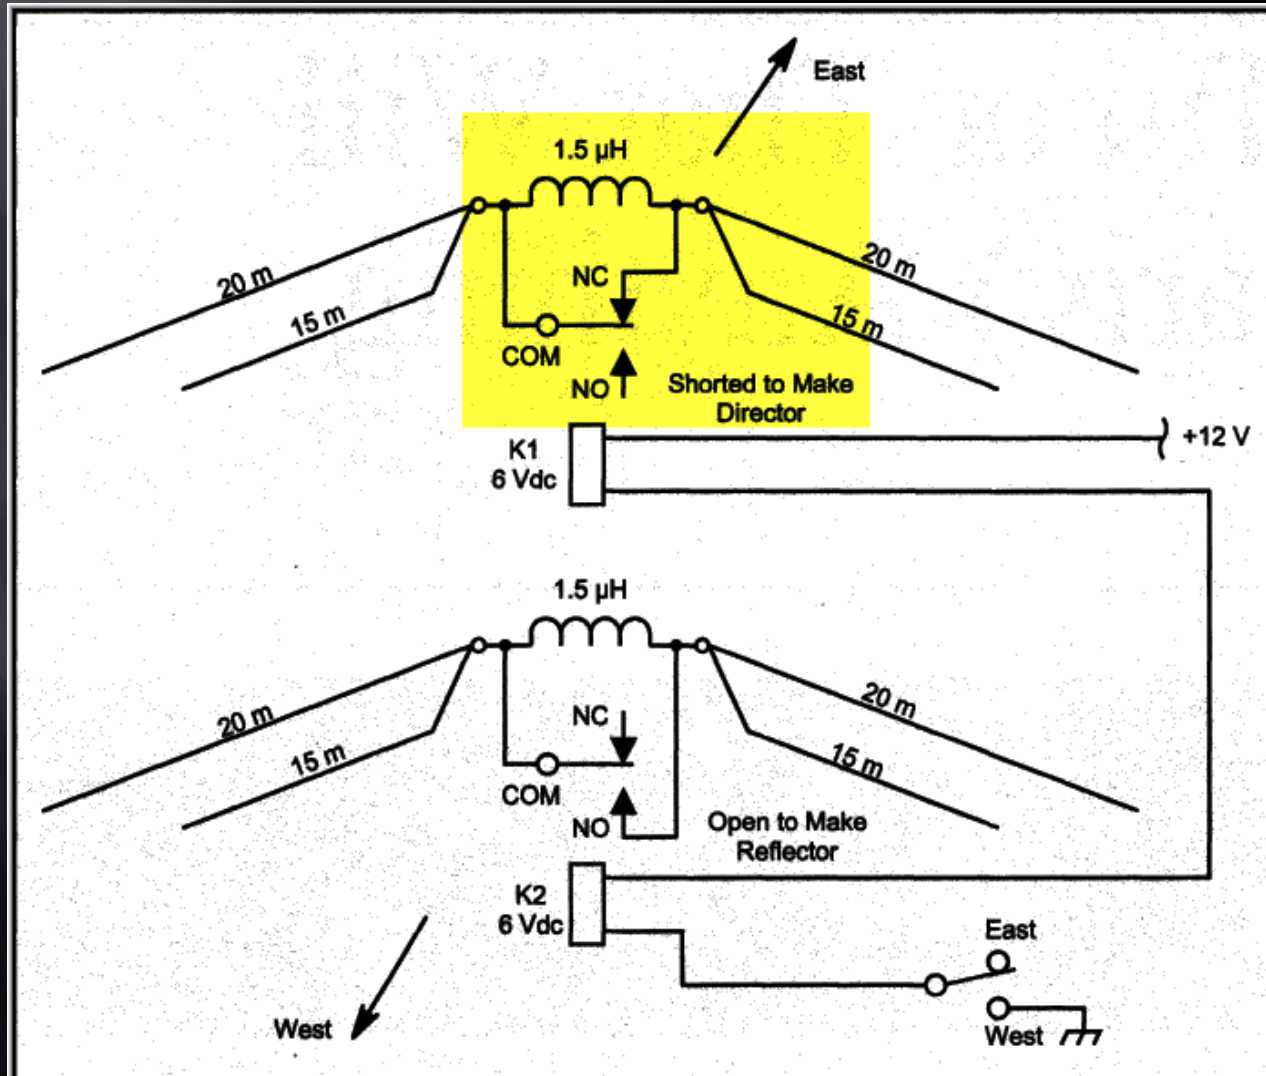 East
1.5 µH
20 m
15 m
NC
COM
NO
20 m
15 m
Shorted to Make
Director
K1
6 Vdc
+12 V
1.5 µH
20 m
15 m
NC
COM
NO
20 m
15 m
Open to Make
Reflector
K2
6 Vdc
East
West
West